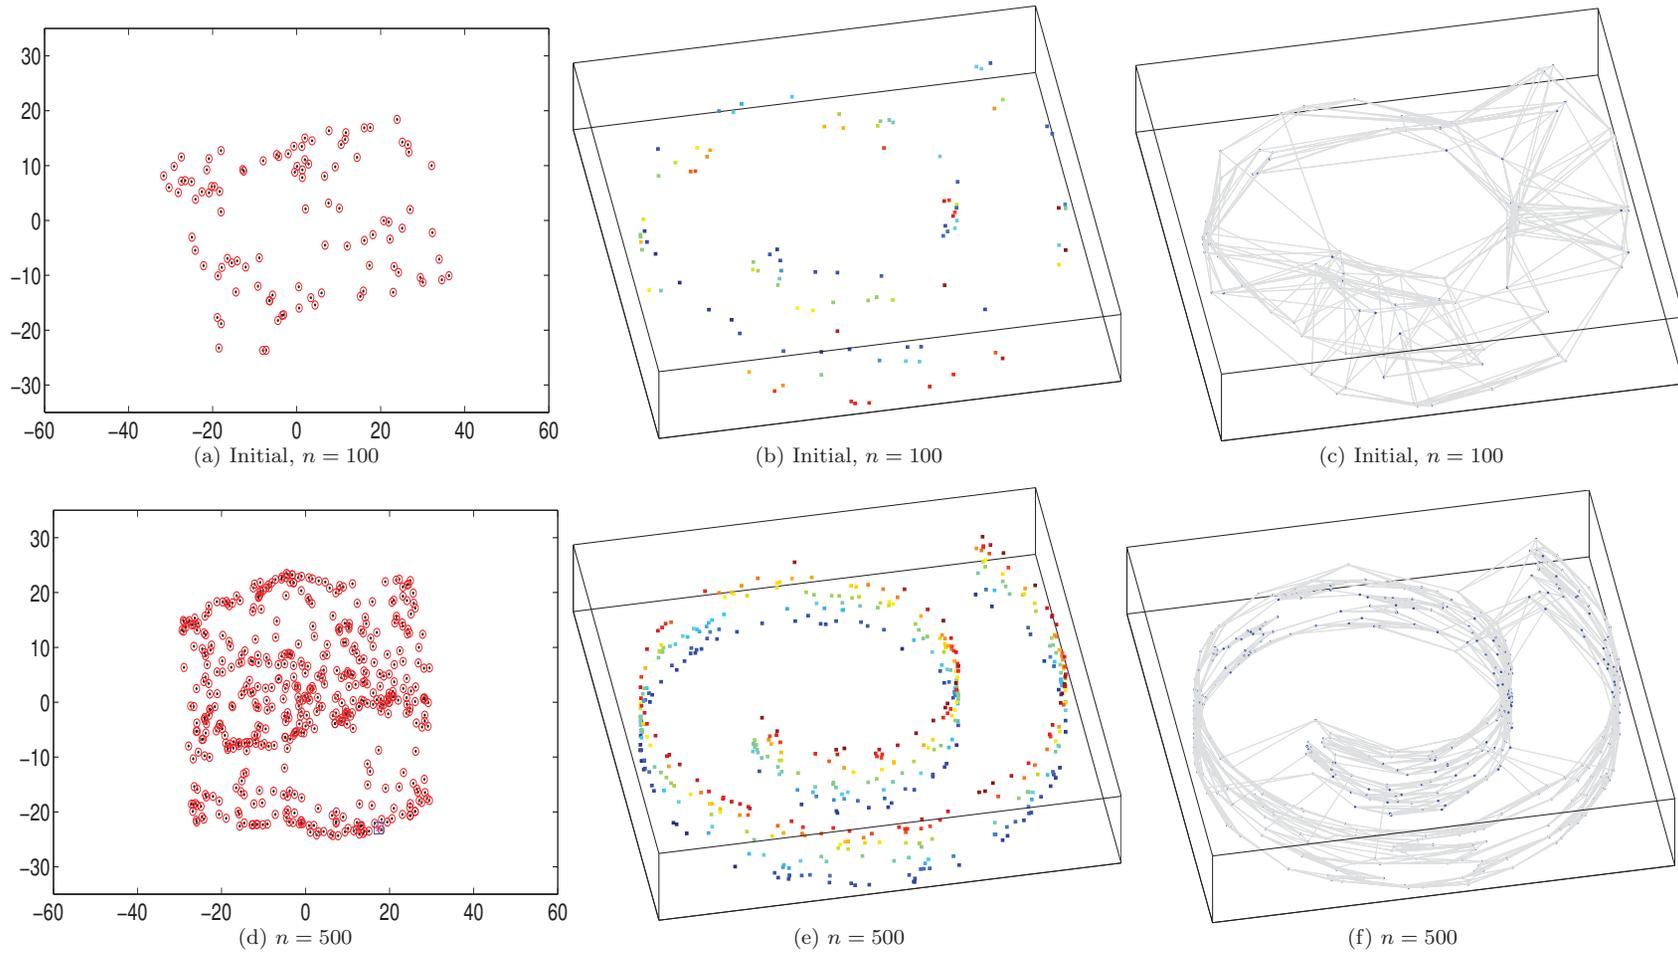 30
20
10
0
−10
−20
−30
−60 −40 −20 0 20 40 60
(a) Initial, n = 100
(b) Initial, n = 100
(c) Initial, n = 100
30
20
10
0
−10
−20
−30
−60 −40 −20 0 20 40 60
(d) n = 500
(e) n = 500
(f) n = 500